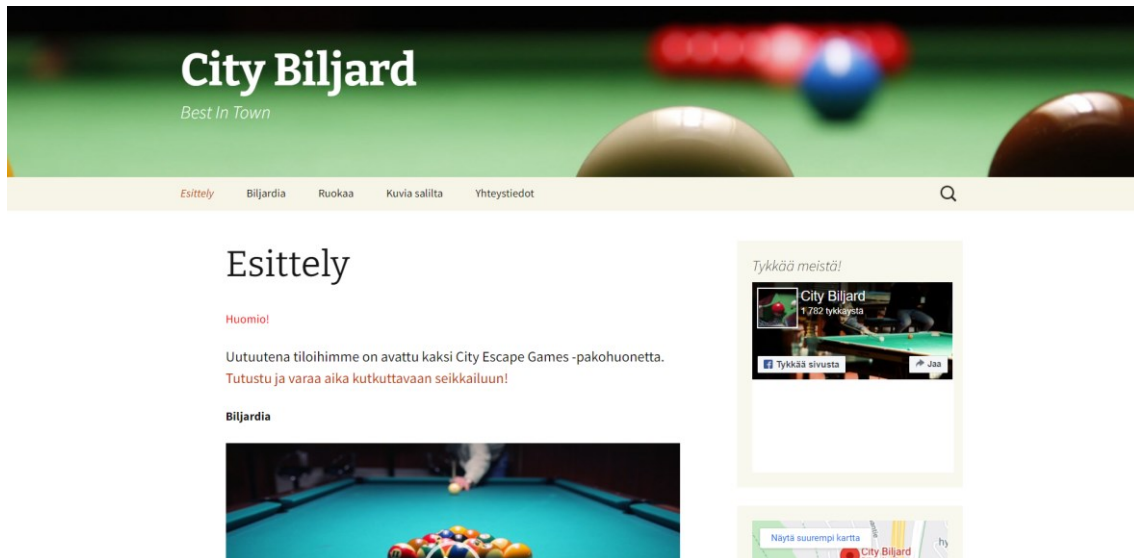 City Biljard
Best In Town
Esittely Biljardia Ruokaa Kuvia salilta Yhteystiedot
Esittely
Huomio!
Uutuutena tiloihimme on avattu kaksi City Escape Games -pakohuonetta.
Tutustu ja varaa aika kutkuttavaan seikkailuun!
Biljardia
Tykkää meistä!
City Biljard
1 782 tykkäystä
Tykkää sivusta
Jaa
Näytä suurempi kartta
City Biljard